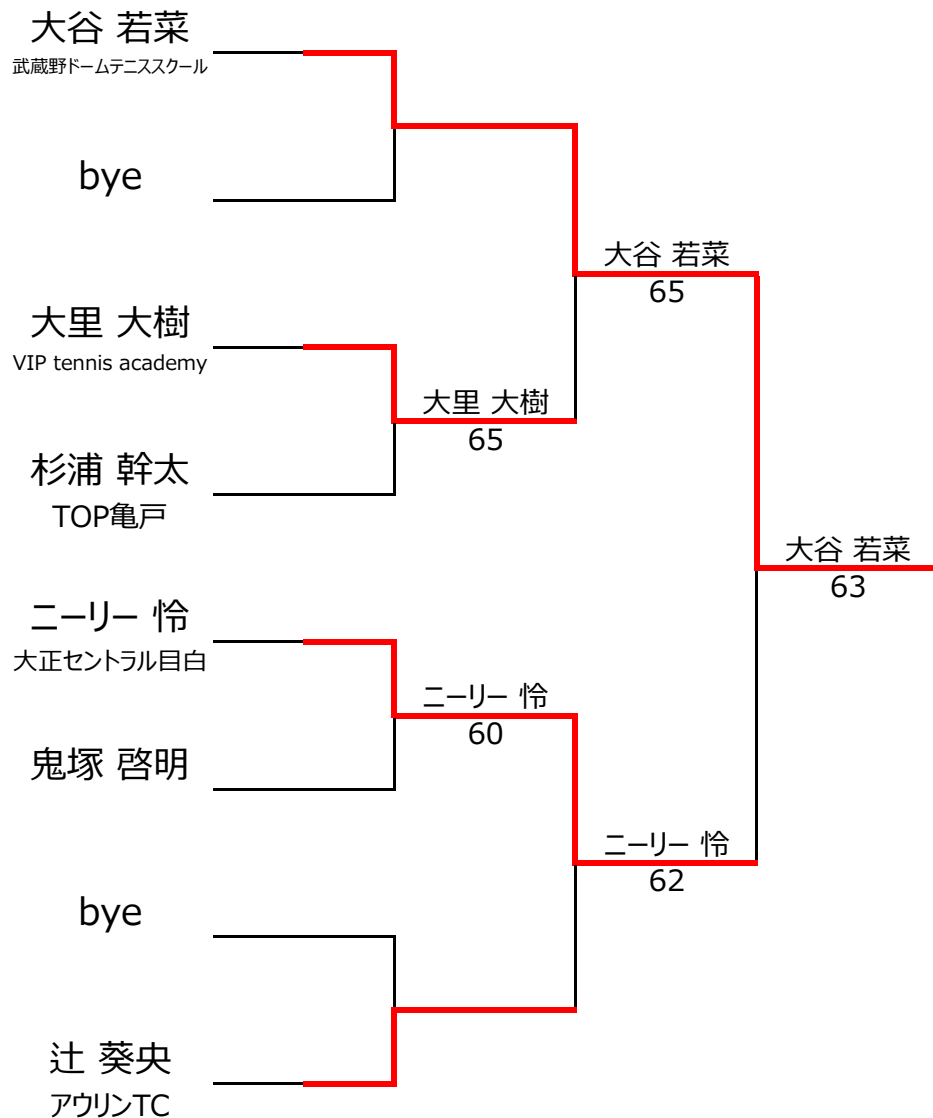 大谷 若菜
武蔵野ドームテニススクール
bye
大谷 若菜
65
大里 大樹
VIP tennis academy
大里 大樹
65
杉浦 幹太
TOP亀戸
大谷 若菜
63
ニーリー 怜
大正セントラル目白
ニーリー 怜
60
鬼塚 啓明
ニーリー 怜
62
bye
辻 葵央
アウリンTC